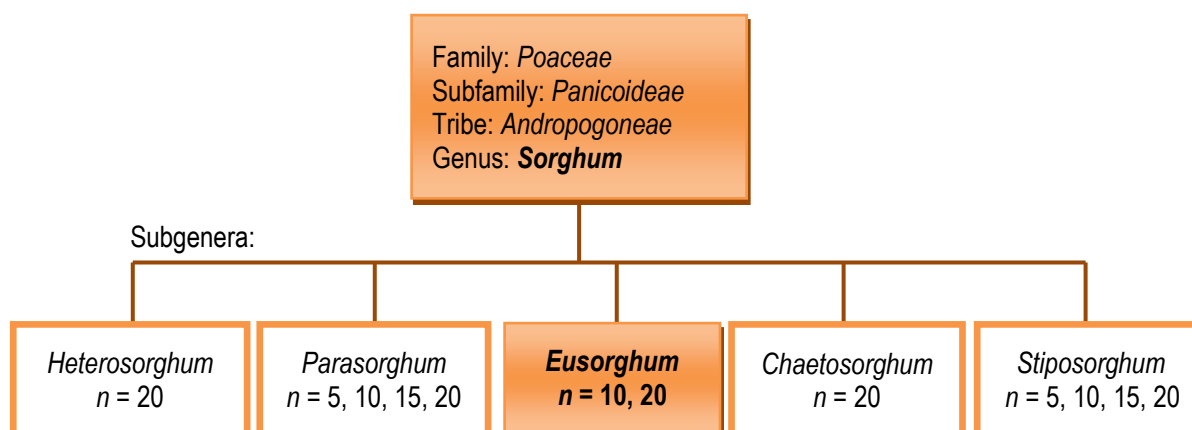 Family: Poaceae
Subfamily: Panicoideae
Tribe: Andropogoneae
Genus: Sorghum
Subgenera:
Heterosorghum
n = 20
Parasorghum
n = 5, 10, 15, 20
Eusorghum
n = 10, 20
Chaetosorghum
n = 20
Stiposorghum
n = 5, 10, 15, 20